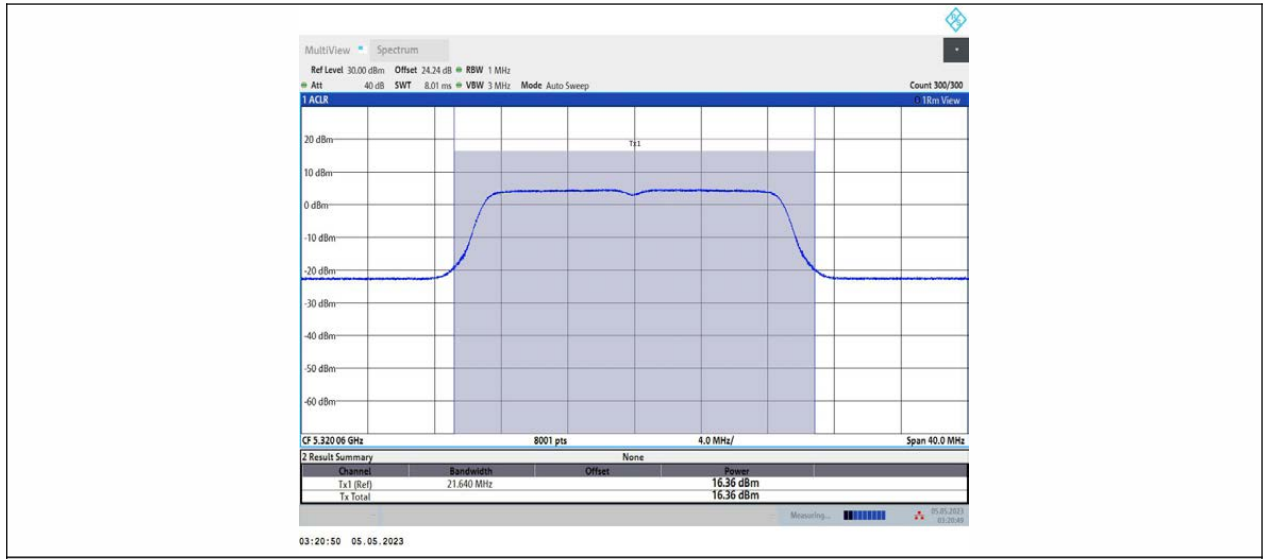 MultiView Spectrum
Ref Level 30.00 dBm Offset 24.24 dB RBW 1 MHz
Att 40 dB SWT 8.01 ms VBW 3 MHz Mode Auto Sweep Count 300/300
1 ACLR 1Rm View
Tx1
20 dBm
10 dBm
0 dBm
-10 dBm
-20 dBm
-30 dBm
-40 dBm
-50 dBm
-60 dBm
CF 5.320 06 GHz 8001 pts 4.0 MHz/ Span 40.0 MHz
2 Result Summary None
Channel Bandwidth Offset Power
Tx1 (Ref) 21.640 MHz 16.36 dBm
Tx Total 16.36 dBm
Measuring... 05.05.2023
03:20:49
03:20:50 05.05.2023